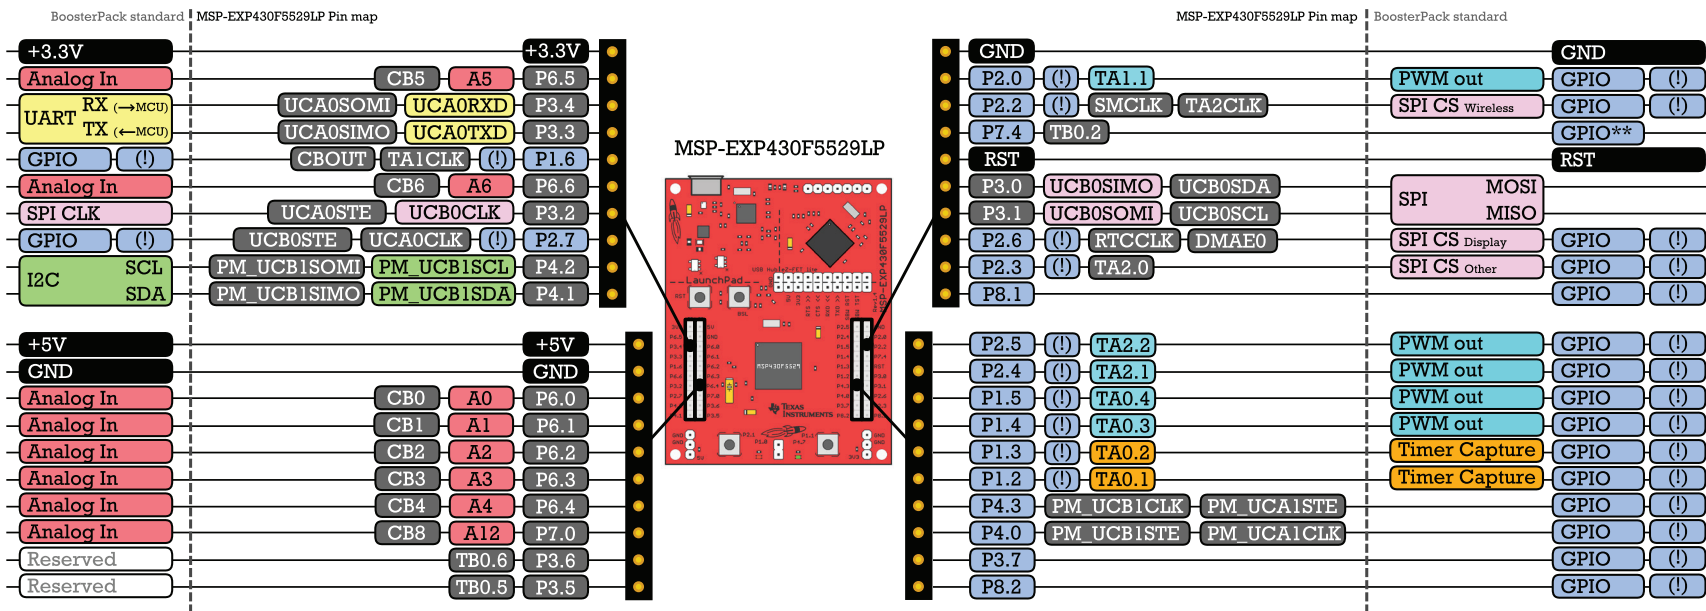 BoosterPack standard MSP-EXP430F5529LP Pin map
MSP-EXP430F5529LP Pin map BoosterPack standard
+3.3V +3.3V
Analog In CB5 A5 P6.5
UART RX (→MCU) UCA0SOMI UCA0RXD P3.4
TX (←MCU) UCA0SIMO UCA0TXD P3.3
GPIO (!) CBOUT TA1CLK (!) P1.6
Analog In CB6 A6 P6.6
SPI CLK UCA0STE UCB0CLK P3.2
GPIO (!) UCB0STE UCA0CLK (!) P2.7
I2C SCL PM_UCB1SOMI PM_UCB1SCL P4.2
SDA PM_UCB1SIMO PM_UCB1SDA P4.1
+5V +5V
GND GND
Analog In CB0 A0 P6.0
Analog In CB1 A1 P6.1
Analog In CB2 A2 P6.2
Analog In CB3 A3 P6.3
Analog In CB4 A4 P6.4
Analog In CB8 A12 P7.0
Reserved TB0.6 P3.6
Reserved TB0.5 P3.5
MSP-EXP430F5529LP
MSP-EXP430F5529LP
LaunchPad
RST
BSL
MSP430F5529
TEXAS
INSTRUMENTS
GND GND
P2.0 (!) TA1.1 PWM out GPIO (!)
P2.2 (!) SMCLK TA2CLK SPI CS Wireless GPIO (!)
P7.4 TB0.2 GPIO**
RST RST
P3.0 UCB0SIMO UCB0SDA SPI MOSI
P3.1 UCB0SOMI UCB0SCL MISO
P2.6 (!) RTCCLK DMAE0 SPI CS Display GPIO (!)
P2.3 (!) TA2.0 SPI CS Other GPIO (!)
P8.1 GPIO (!)
P2.5 (!) TA2.2 PWM out GPIO (!)
P2.4 (!) TA2.1 PWM out GPIO (!)
P1.5 (!) TA0.4 PWM out GPIO (!)
P1.4 (!) TA0.3 PWM out GPIO (!)
P1.3 (!) TA0.2 Timer Capture GPIO (!)
P1.2 (!) TA0.1 Timer Capture GPIO (!)
P4.3 PM_UCB1CLK PM_UCA1STE GPIO (!)
P4.0 PM_UCB1STE PM_UCA1CLK GPIO (!)
P3.7 GPIO (!)
P8.2 GPIO (!)